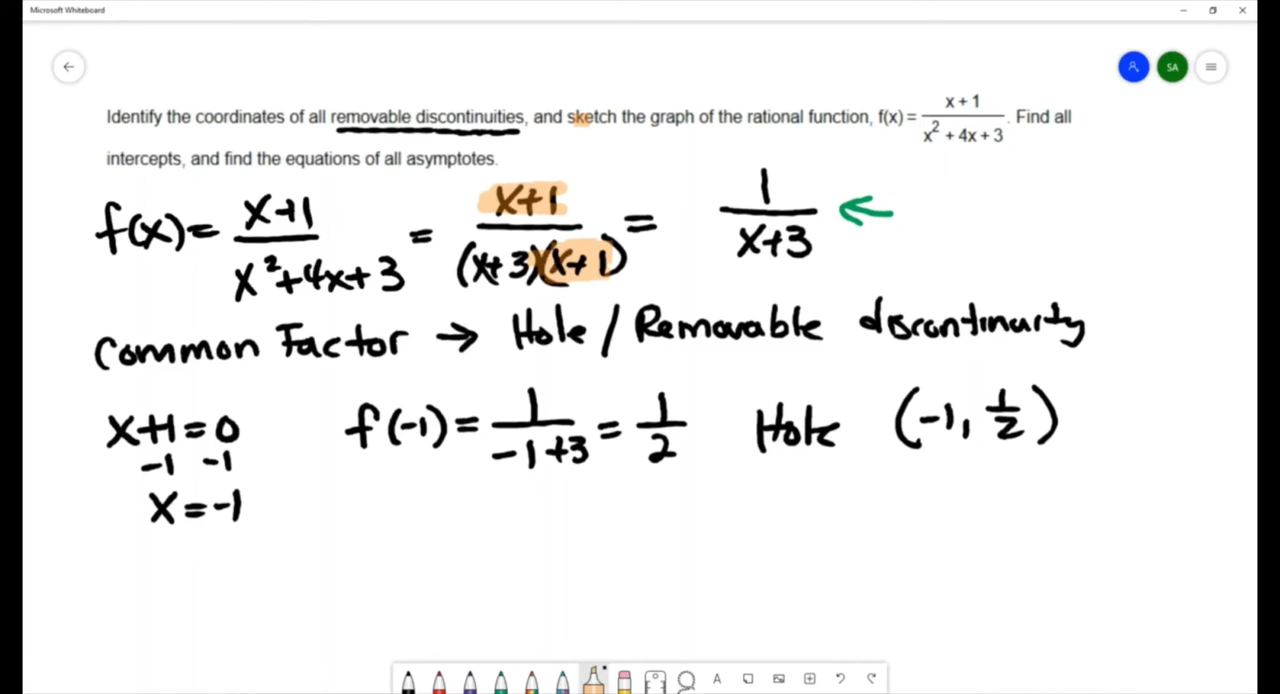 Microsoft Whiteboard
SA
Identify the coordinates of all removable discontinuities, and sketch the graph of the rational function, f(x) = (x + 1)/(x² + 4x + 3). Find all
intercepts, and find the equations of all asymptotes.
f(x) = (x+1)/(x²+4x+3) = (x+1)/((x+3)(x+1)) = 1/(x+3) ←
Common Factor → Hole / Removable discontinuity
x+1=0 f(-1) = 1/(-1+3) = 1/2 Hole (-1, 1/2)
-1 -1
x=-1
A